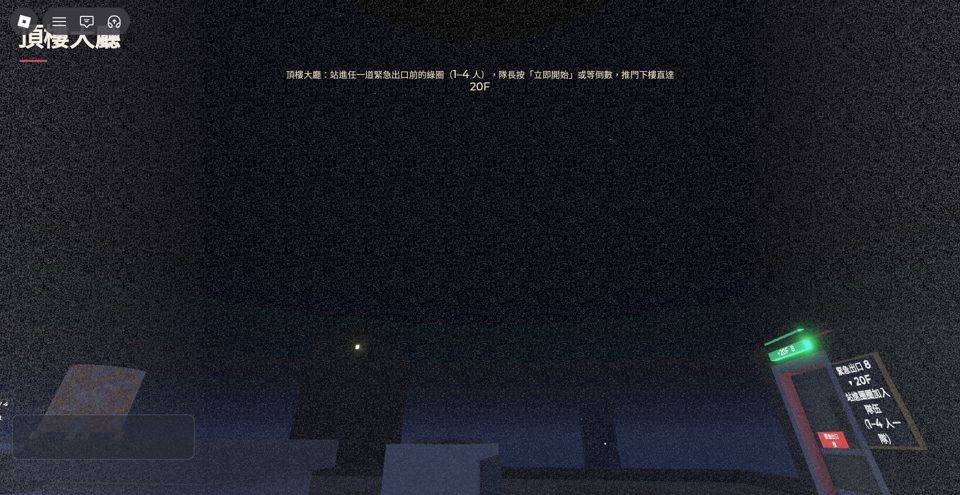 頂樓大廳
頂樓大廳：站進任一道緊急出口前的綠圈（1–4 人），隊長按「立即開始」或等倒數，推門下樓直達
20F
緊急出口 8
▼20F
站進圈圈加入
隊伍
(1–4 人一
隊)